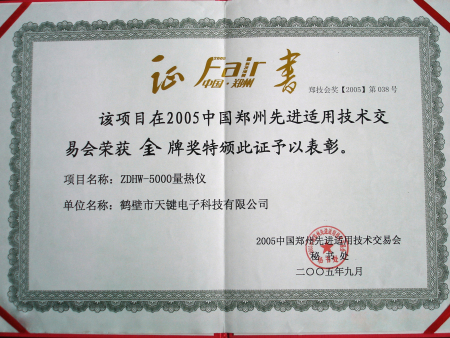 证 Fair 书
中国·郑州
郑技会奖【2005】第038号
该项目在2005中国郑州先进适用技术交
易会荣获 金 牌奖特颁此证予以表彰。
项目名称：ZDHW-5000量热仪
单位名称：鹤壁市天键电子科技有限公司
2005中国郑州先进适用技术交易会
秘书处
二〇〇五年九月